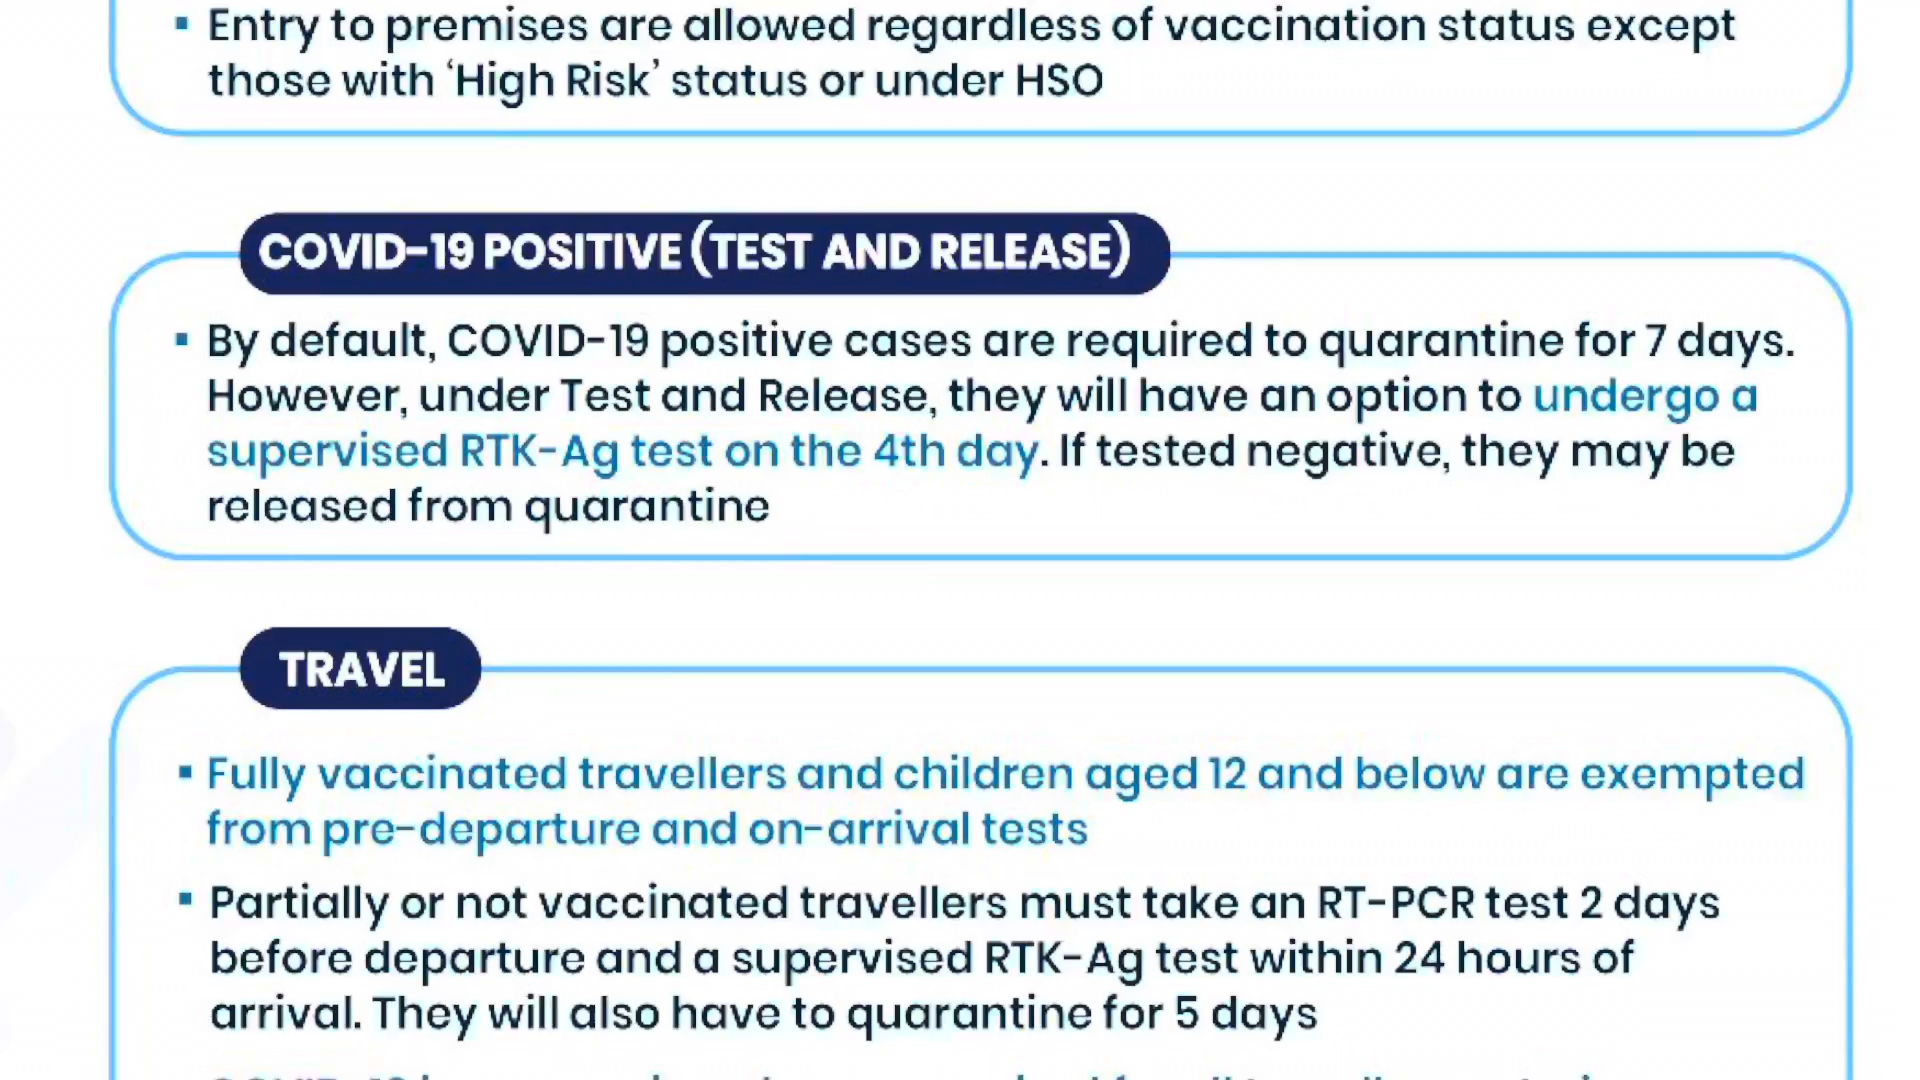 ▪ Entry to premises are allowed regardless of vaccination status except
those with ‘High Risk’ status or under HSO
COVID-19 POSITIVE (TEST AND RELEASE)
▪ By default, COVID-19 positive cases are required to quarantine for 7 days.
However, under Test and Release, they will have an option to undergo a
supervised RTK-Ag test on the 4th day. If tested negative, they may be
released from quarantine
TRAVEL
▪ Fully vaccinated travellers and children aged 12 and below are exempted
from pre-departure and on-arrival tests
▪ Partially or not vaccinated travellers must take an RT-PCR test 2 days
before departure and a supervised RTK-Ag test within 24 hours of
arrival. They will also have to quarantine for 5 days
COVID-19